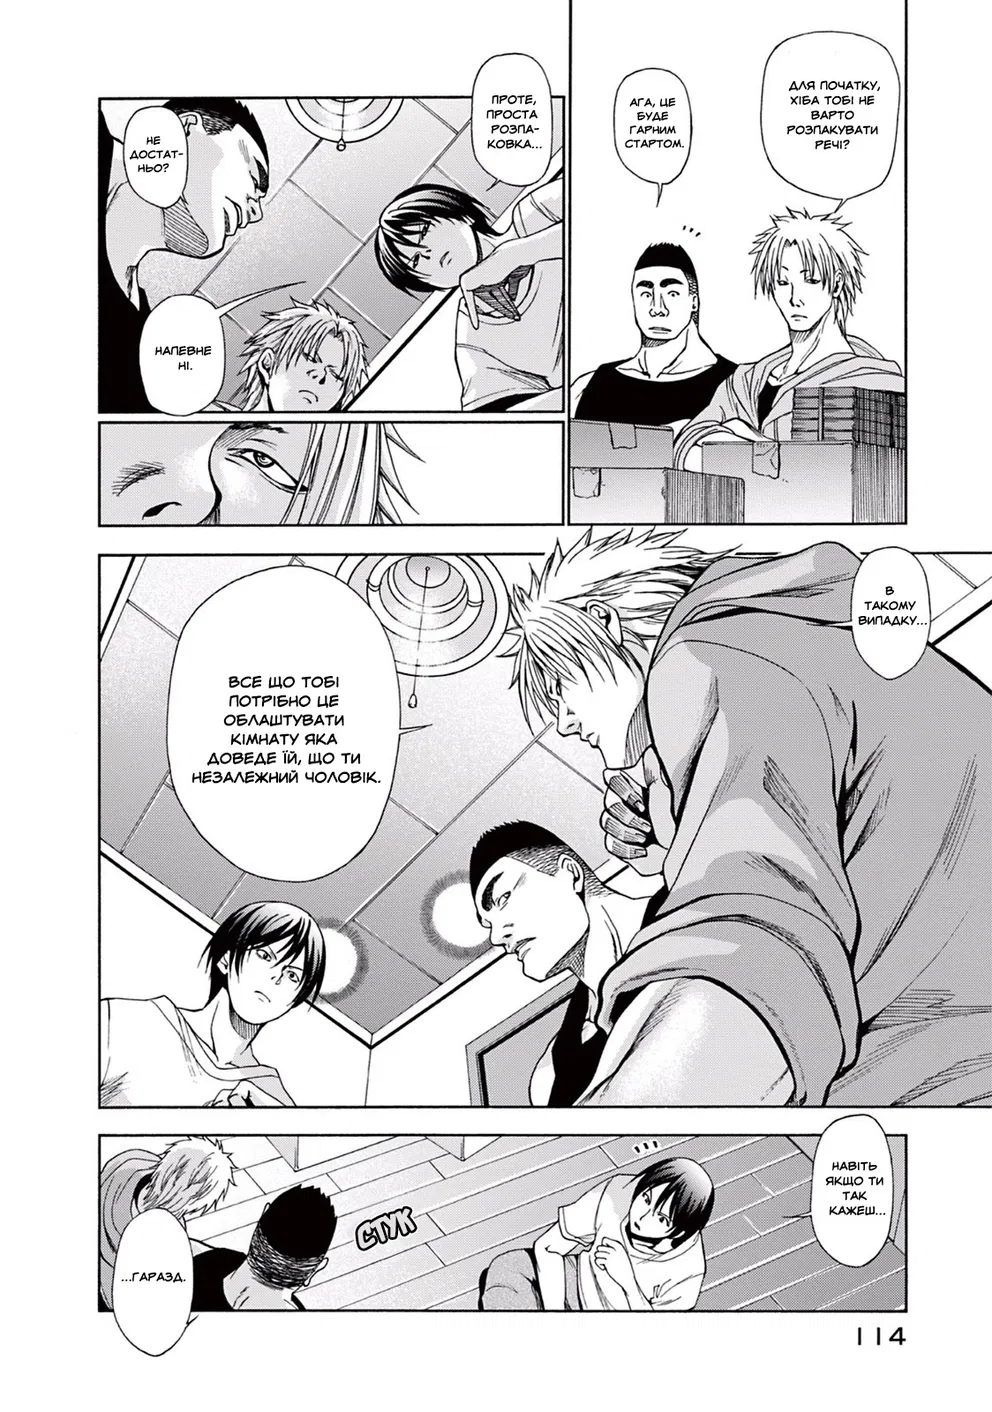 ДЛЯ ПОЧАТКУ,
ХІБА ТОБІ НЕ
ВАРТО
РОЗПАКУВАТИ
РЕЧІ?
АГА, ЦЕ
БУДЕ
ГАРНИМ
СТАРТОМ.
ПРОТЕ,
ПРОСТА
РОЗПА-
КОВКА...
НЕ
ДОСТАТ-
НЬО?
НАПЕВНЕ
НІ.
В
ТАКОМУ
ВИПАДКУ...
ВСЕ ЩО ТОБІ
ПОТРІБНО ЦЕ
ОБЛАШТУВАТИ
КІМНАТУ ЯКА
ДОВЕДЕ ЇЙ, ЩО ТИ
НЕЗАЛЕЖНИЙ ЧОЛОВІК.
НАВІТЬ
ЯКЩО ТИ
ТАК
КАЖЕШ...
СТУК
...ГАРАЗД.
114